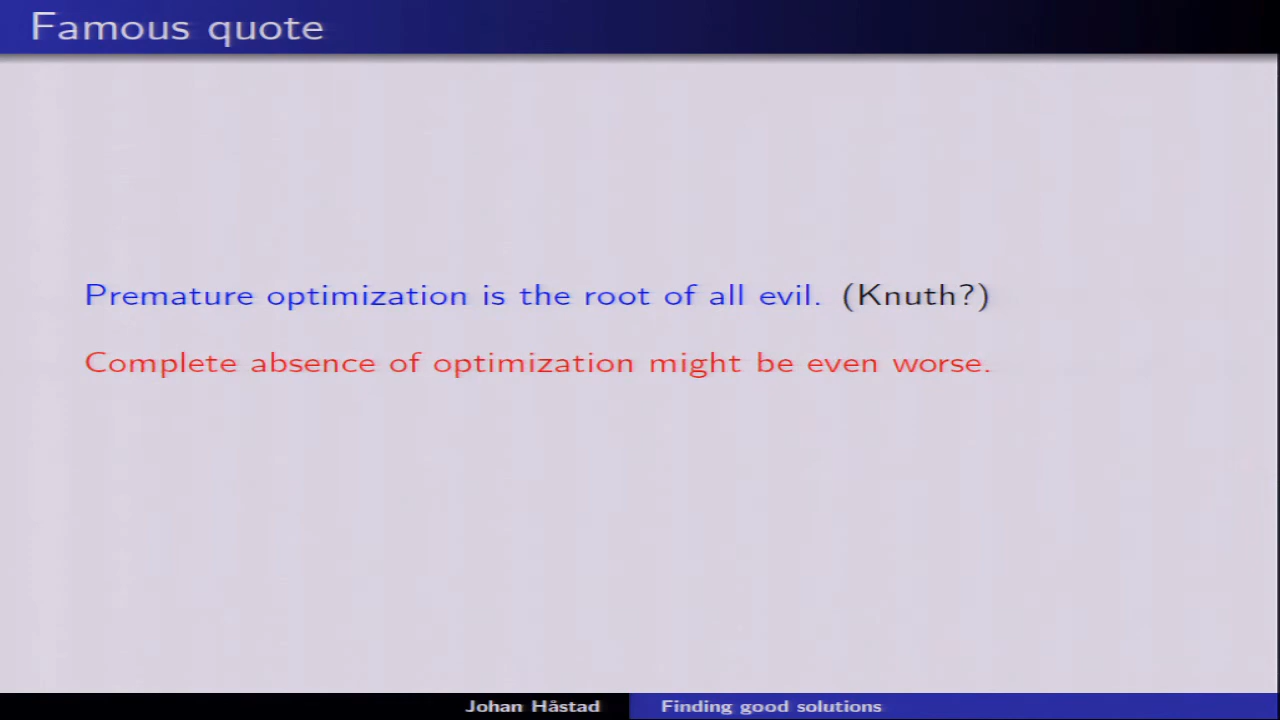 Famous quote
Premature optimization is the root of all evil. (Knuth?)
Complete absence of optimization might be even worse.
Johan Håstad
Finding good solutions